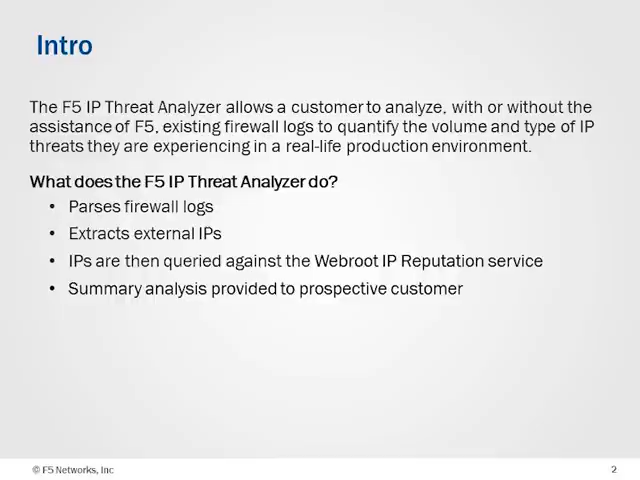 Intro
The F5 IP Threat Analyzer allows a customer to analyze, with or without the
assistance of F5, existing firewall logs to quantify the volume and type of IP
threats they are experiencing in a real-life production environment.
What does the F5 IP Threat Analyzer do?
• Parses firewall logs
• Extracts external IPs
• IPs are then queried against the Webroot IP Reputation service
• Summary analysis provided to prospective customer
© F5 Networks, Inc
2